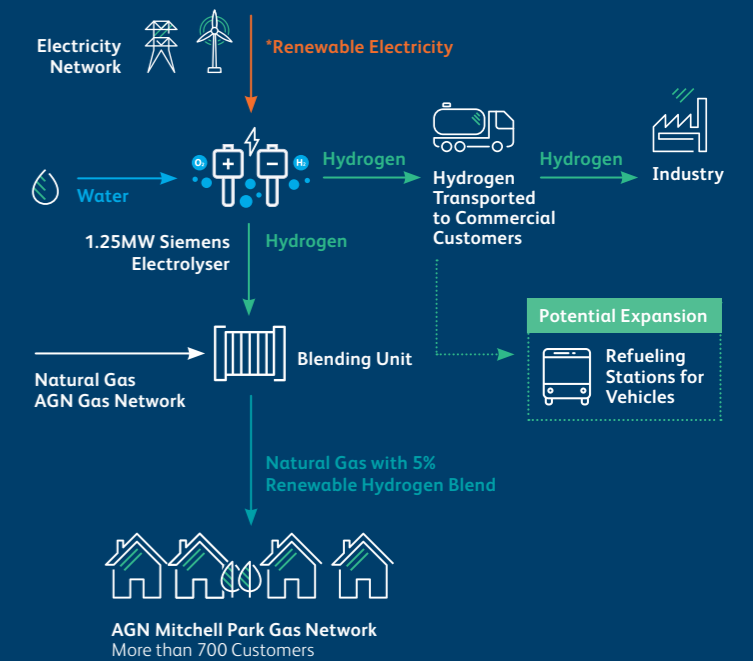 Electricity
Network
*Renewable Electricity
O₂
+
−
H₂
Water
Hydrogen
Hydrogen
Transported
to Commercial
Customers
Hydrogen
Industry
1.25MW Siemens
Electrolyser
Hydrogen
Potential Expansion
Refueling
Stations for
Vehicles
Blending Unit
Natural Gas
AGN Gas Network
Natural Gas with 5%
Renewable Hydrogen Blend
AGN Mitchell Park Gas Network
More than 700 Customers